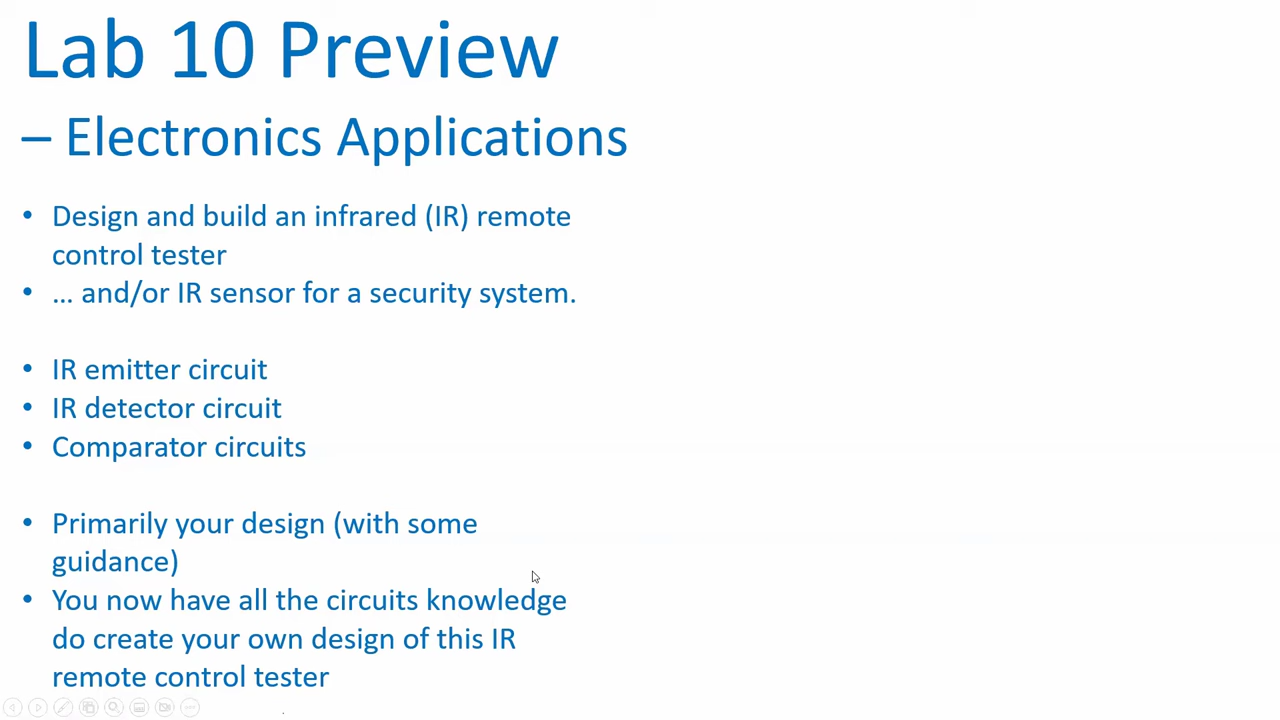 Lab 10 Preview
– Electronics Applications
• Design and build an infrared (IR) remote
control tester
• … and/or IR sensor for a security system.
• IR emitter circuit
• IR detector circuit
• Comparator circuits
• Primarily your design (with some
guidance)
• You now have all the circuits knowledge
do create your own design of this IR
remote control tester